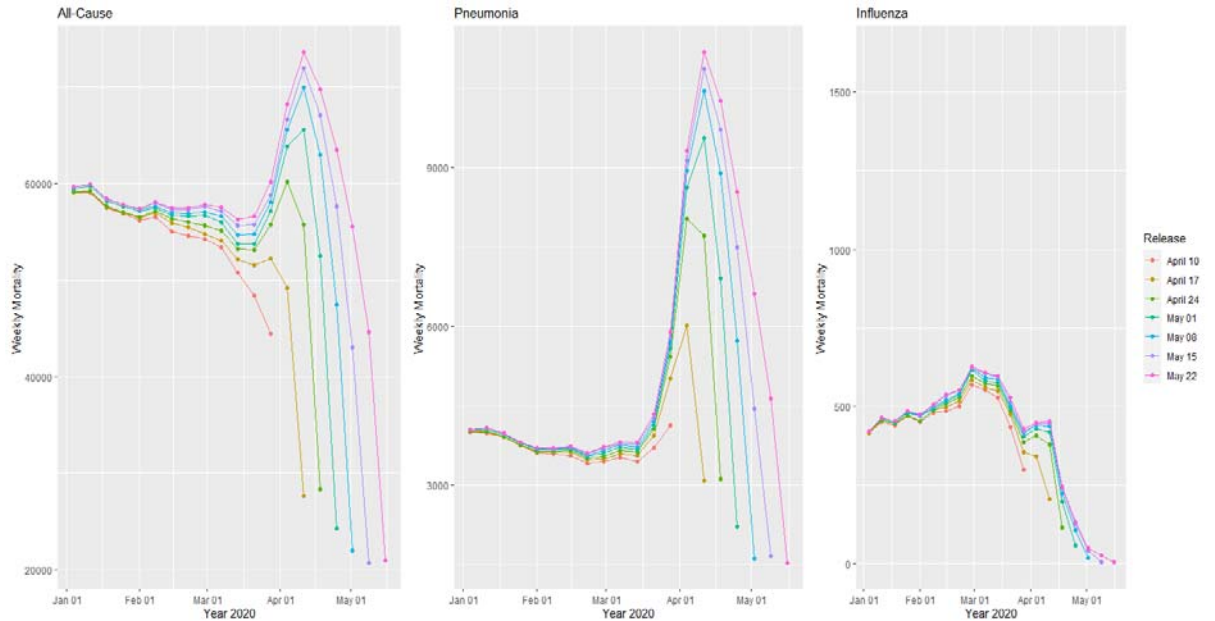 All-Cause
Weekly Mortality
60000
40000
20000
Jan 01 Feb 01 Mar 01 Apr 01 May 01
Year 2020
Pneumonia
Weekly Mortality
9000
6000
3000
Jan 01 Feb 01 Mar 01 Apr 01 May 01
Year 2020
Influenza
Weekly Mortality
1500
1000
500
0
Jan 01 Feb 01 Mar 01 Apr 01 May 01
Year 2020
Release
April 10
April 17
April 24
May 01
May 08
May 15
May 22